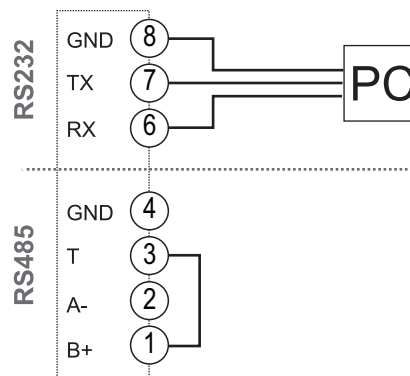 RS232
GND 8
TX 7
RX 6
PC
RS485
GND 4
T 3
A- 2
B+ 1